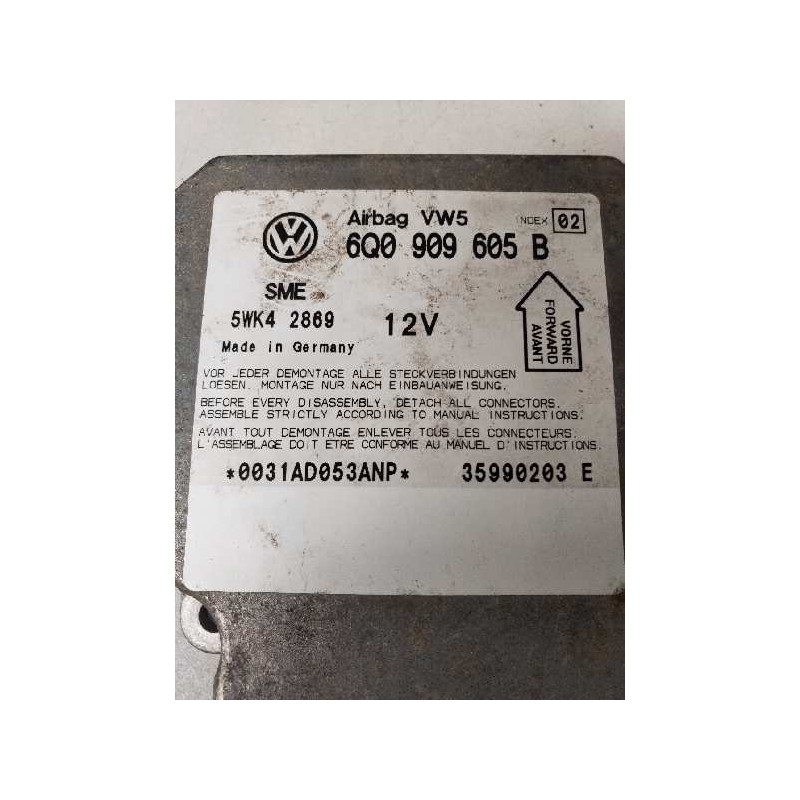 Airbag VW5
INDEX 02
6Q0 909 605 B
SME
5WK4 2869
12V
Made in Germany
VORNE
FORWARD
AVANT
VOR JEDER DEMONTAGE ALLE STECKVERBINDUNGEN
LOESEN. MONTAGE NUR NACH EINBAUANWEISUNG.
BEFORE EVERY DISASSEMBLY, DETACH ALL CONNECTORS.
ASSEMBLE STRICTLY ACCORDING TO MANUAL INSTRUCTIONS.
AVANT TOUT DEMONTAGE ENLEVER TOUS LES CONNECTEURS.
L'ASSEMBLAGE DOIT ETRE CONFORME AU MANUEL D'INSTRUCTIONS.
*0031AD053ANP*
35990203 E